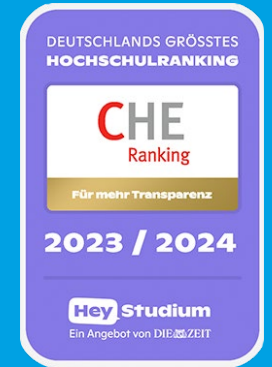 DEUTSCHLANDS GRÖSSTES
HOCHSCHULRANKING
CHE
Ranking
Für mehr Transparenz
2023 / 2024
Hey Studium
Ein Angebot von DIE ZEIT